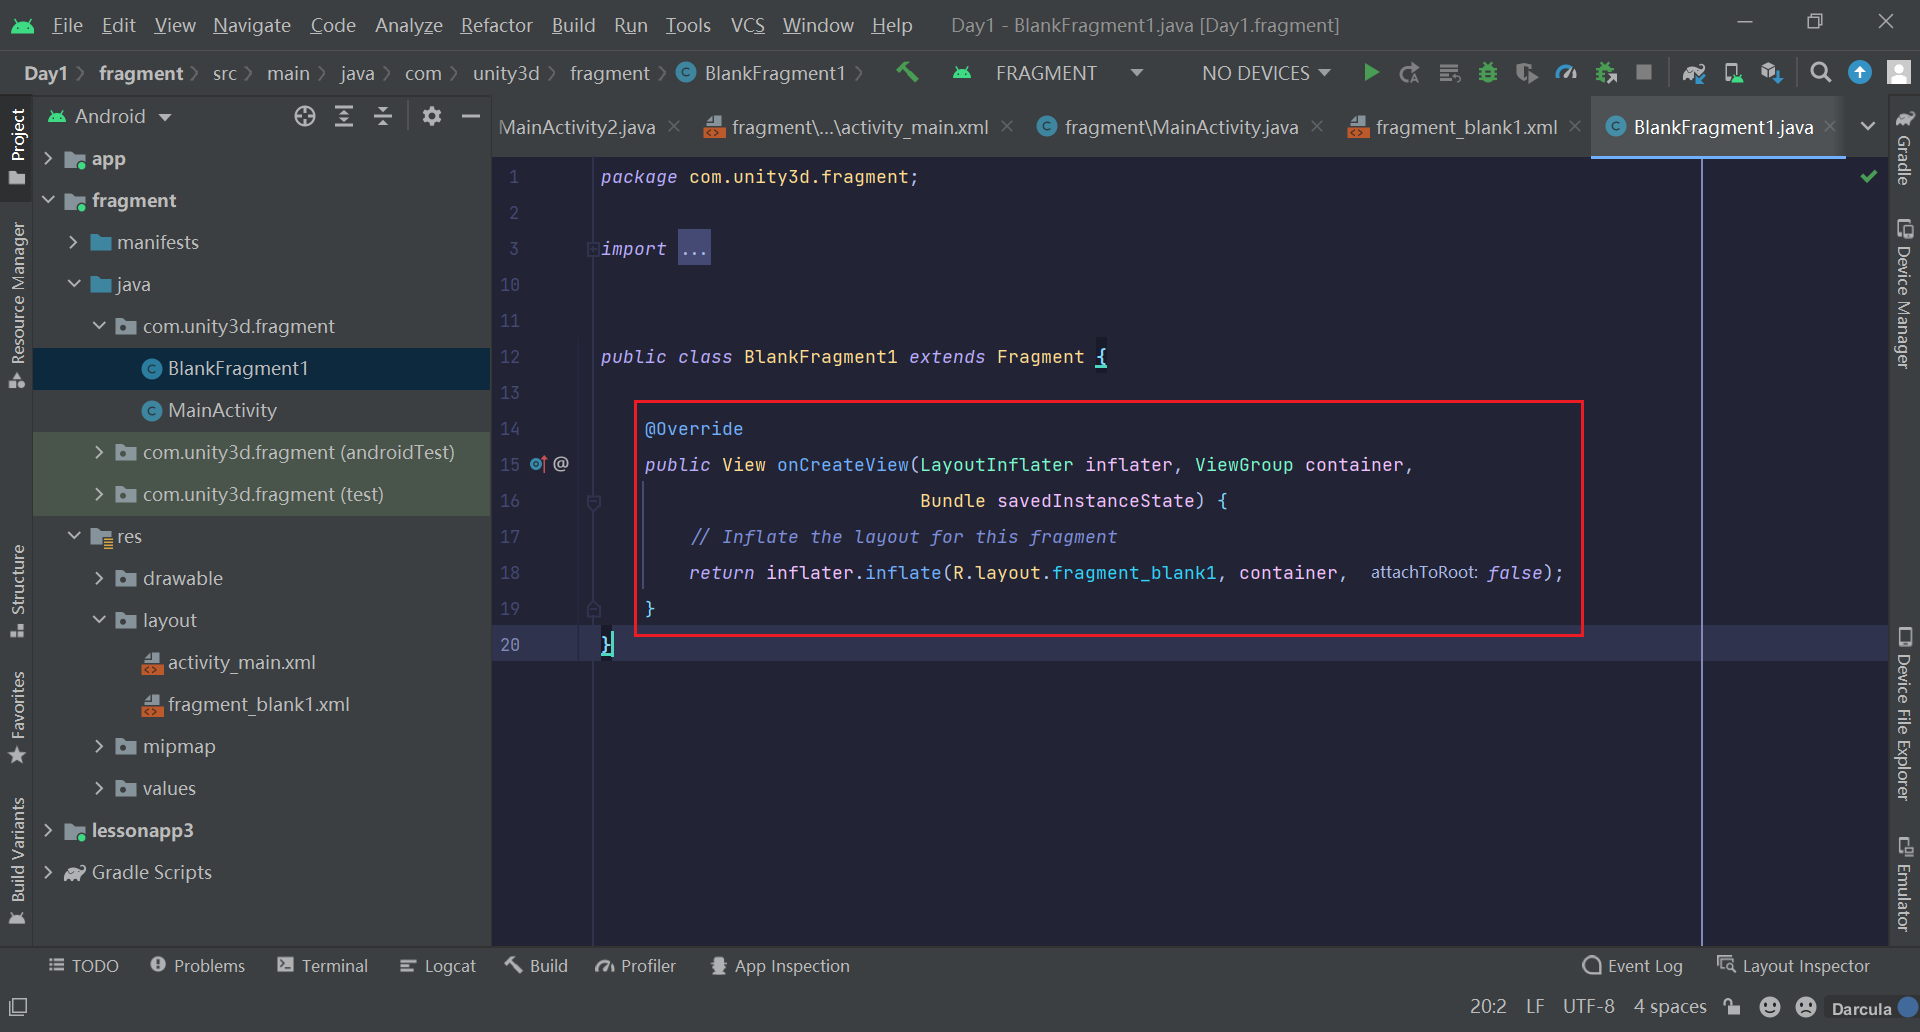 File Edit View Navigate Code Analyze Refactor Build Run Tools VCS Window Help Day1 - BlankFragment1.java [Day1.fragment]
Day1 fragment src main java com unity3d fragment BlankFragment1 FRAGMENT NO DEVICES
Project
Resource Manager
Structure
Favorites
Build Variants
Android
app
fragment
manifests
java
com.unity3d.fragment
BlankFragment1
MainActivity
com.unity3d.fragment (androidTest)
com.unity3d.fragment (test)
res
drawable
layout
activity_main.xml
fragment_blank1.xml
mipmap
values
lessonapp3
Gradle Scripts
MainActivity2.java fragment\...\activity_main.xml fragment\MainActivity.java fragment_blank1.xml BlankFragment1.java
1 package com.unity3d.fragment;
2
3 import ...
10
11
12 public class BlankFragment1 extends Fragment {
13
14 @Override
15 @ public View onCreateView(LayoutInflater inflater, ViewGroup container,
16 Bundle savedInstanceState) {
17 // Inflate the layout for this fragment
18 return inflater.inflate(R.layout.fragment_blank1, container, attachToRoot: false);
19 }
20 }
Gradle
Device Manager
Device File Explorer
Emulator
TODO Problems Terminal Logcat Build Profiler App Inspection Event Log Layout Inspector
20:2 LF UTF-8 4 spaces Darcula